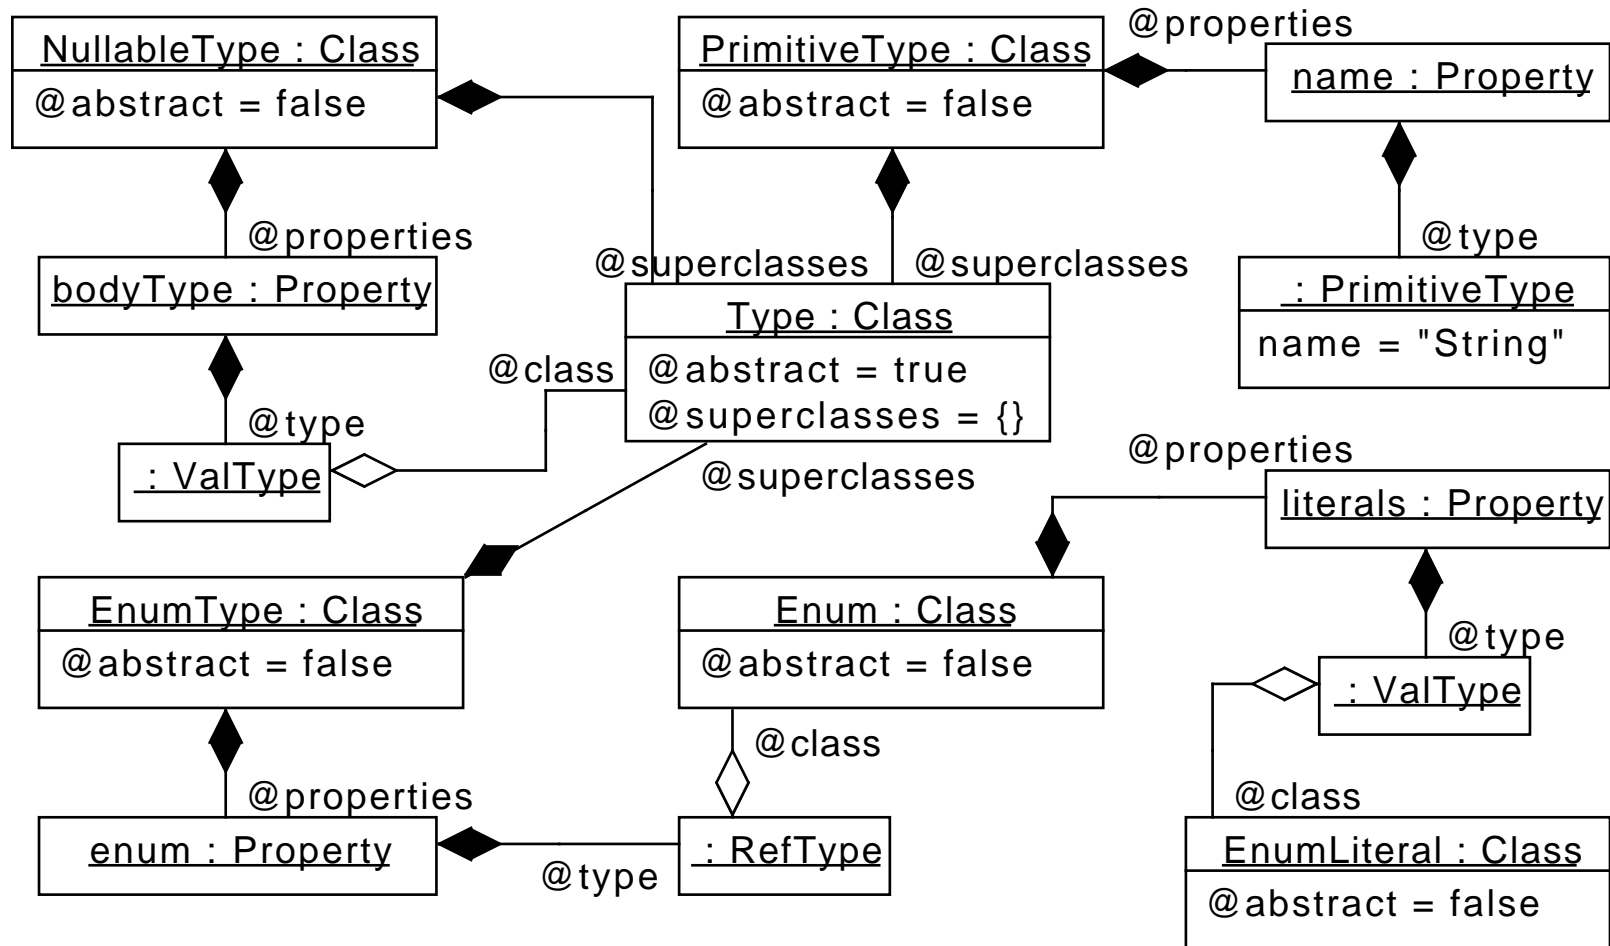 @properties
NullableType : Class
@abstract = false
PrimitiveType : Class
@abstract = false
name : Property
@properties
bodyType : Property
@superclasses
@superclasses
@type
: PrimitiveType
name = "String"
Type : Class
@abstract = true
@superclasses = {}
@class
@type
: ValType
@superclasses
@properties
literals : Property
EnumType : Class
@abstract = false
Enum : Class
@abstract = false
@type
: ValType
@class
@properties
enum : Property
@type
: RefType
@class
EnumLiteral : Class
@abstract = false